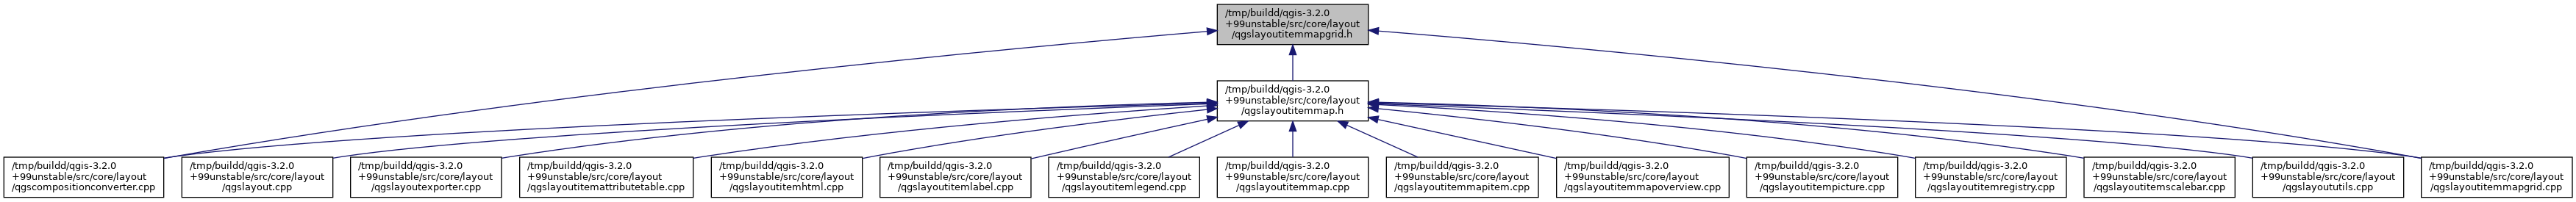 /tmp/buildd/qgis-3.2.0
+99unstable/src/core/layout
/qgslayoutitemmapgrid.h
/tmp/buildd/qgis-3.2.0
+99unstable/src/core/layout
/qgslayoutitemmap.h
/tmp/buildd/qgis-3.2.0
+99unstable/src/core/layout
/qgscompositionconverter.cpp
/tmp/buildd/qgis-3.2.0
+99unstable/src/core/layout
/qgslayout.cpp
/tmp/buildd/qgis-3.2.0
+99unstable/src/core/layout
/qgslayoutexporter.cpp
/tmp/buildd/qgis-3.2.0
+99unstable/src/core/layout
/qgslayoutitemattributetable.cpp
/tmp/buildd/qgis-3.2.0
+99unstable/src/core/layout
/qgslayoutitemhtml.cpp
/tmp/buildd/qgis-3.2.0
+99unstable/src/core/layout
/qgslayoutitemlabel.cpp
/tmp/buildd/qgis-3.2.0
+99unstable/src/core/layout
/qgslayoutitemlegend.cpp
/tmp/buildd/qgis-3.2.0
+99unstable/src/core/layout
/qgslayoutitemmap.cpp
/tmp/buildd/qgis-3.2.0
+99unstable/src/core/layout
/qgslayoutitemmapitem.cpp
/tmp/buildd/qgis-3.2.0
+99unstable/src/core/layout
/qgslayoutitemmapoverview.cpp
/tmp/buildd/qgis-3.2.0
+99unstable/src/core/layout
/qgslayoutitempicture.cpp
/tmp/buildd/qgis-3.2.0
+99unstable/src/core/layout
/qgslayoutitemregistry.cpp
/tmp/buildd/qgis-3.2.0
+99unstable/src/core/layout
/qgslayoutitemscalebar.cpp
/tmp/buildd/qgis-3.2.0
+99unstable/src/core/layout
/qgslayoututils.cpp
/tmp/buildd/qgis-3.2.0
+99unstable/src/core/layout
/qgslayoutitemmapgrid.cpp